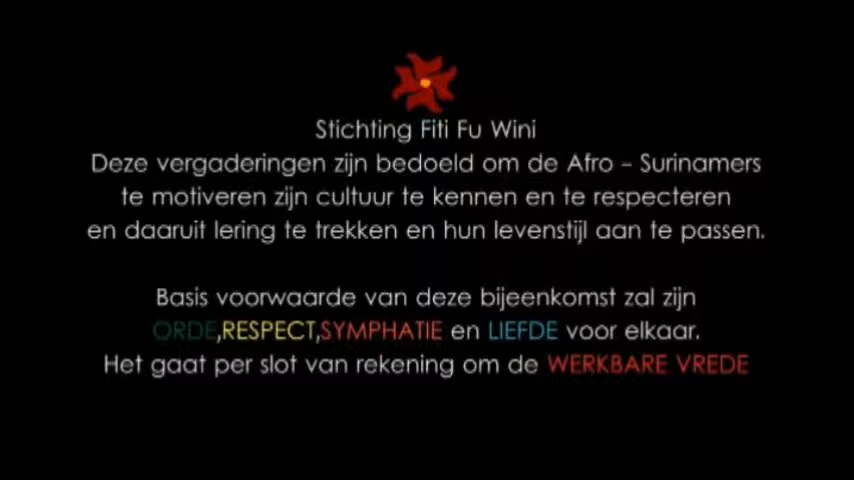 Stichting Fiti Fu Wini
Deze vergaderingen zijn bedoeld om de Afro - Surinamers
te motiveren zijn cultuur te kennen en te respecteren
en daaruit lering te trekken en hun levenstijl aan te passen.
Basis voorwaarde van deze bijeenkomst zal zijn
ORDE,RESPECT,SYMPHATIE en LIEFDE voor elkaar.
Het gaat per slot van rekening om de WERKBARE VREDE